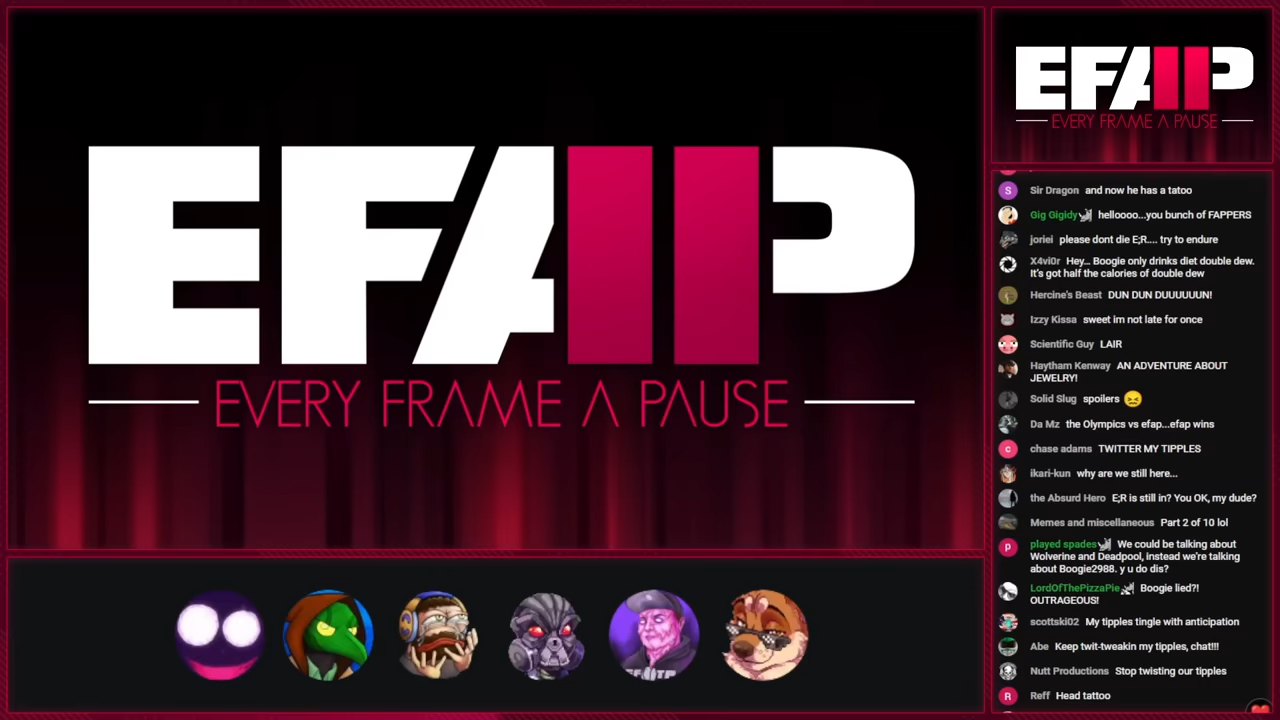 EFAP
EVERY FRAME A PAUSE
EFAP
EVERY FRAME A PAUSE
S Sir Dragon and now he has a tatoo
Gig Gigidy helloooo...you bunch of FAPPERS
joriei please dont die E;R.... try to endure
X4vi0r Hey... Boogie only drinks diet double dew.
It's got half the calories of double dew
Hercine's Beast DUN DUN DUUUUUUN!
Izzy Kissa sweet im not late for once
Scientific Guy LAIR
Haytham Kenway AN ADVENTURE ABOUT
JEWELRY!
Solid Slug spoilers
Da Mz the Olympics vs efap...efap wins
c chase adams TWITTER MY TIPPLES
ikari-kun why are we still here...
the Absurd Hero E;R is still in? You OK, my dude?
Memes and miscellaneous Part 2 of 10 lol
p played spades We could be talking about
Wolverine and Deadpool, instead we're talking
about Boogie2988. y u do dis?
LordOfThePizzaPie Boogie lied?!
OUTRAGEOUS!
scottski02 My tipples tingle with anticipation
Abe Keep twit-tweakin my tipples, chat!!!!
Nutt Productions Stop twisting our tipples
R Reff Head tattoo